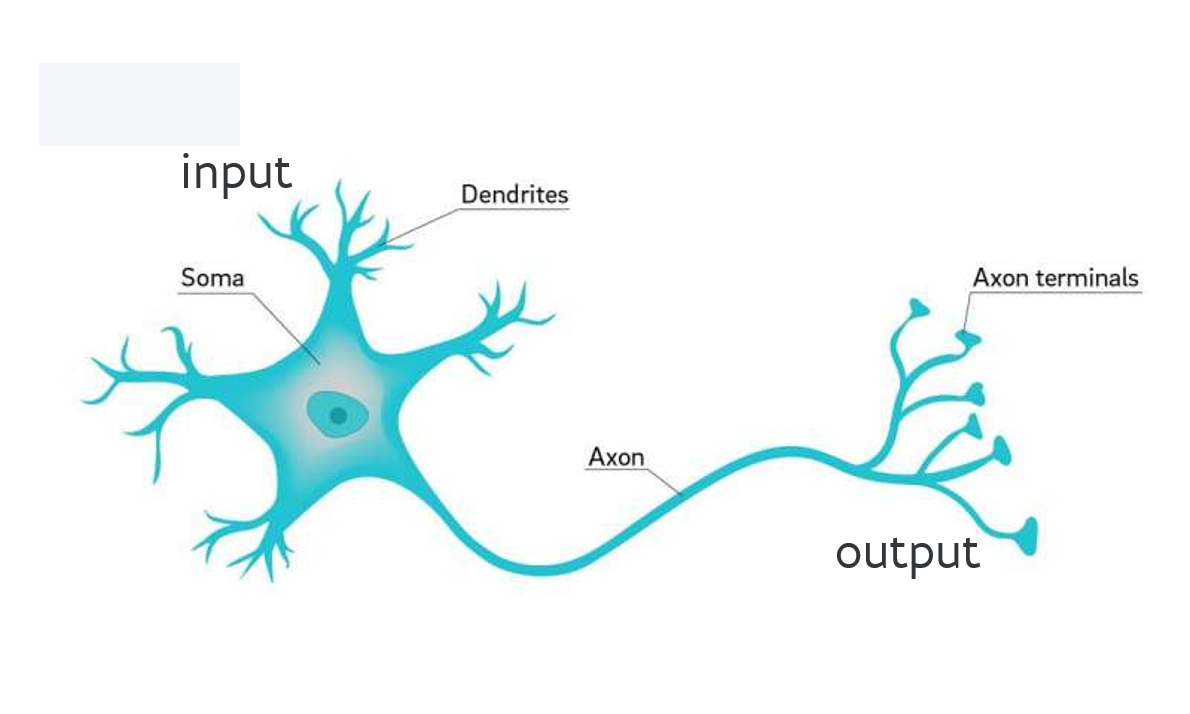 input
Dendrites
Soma
Axon terminals
Axon
output